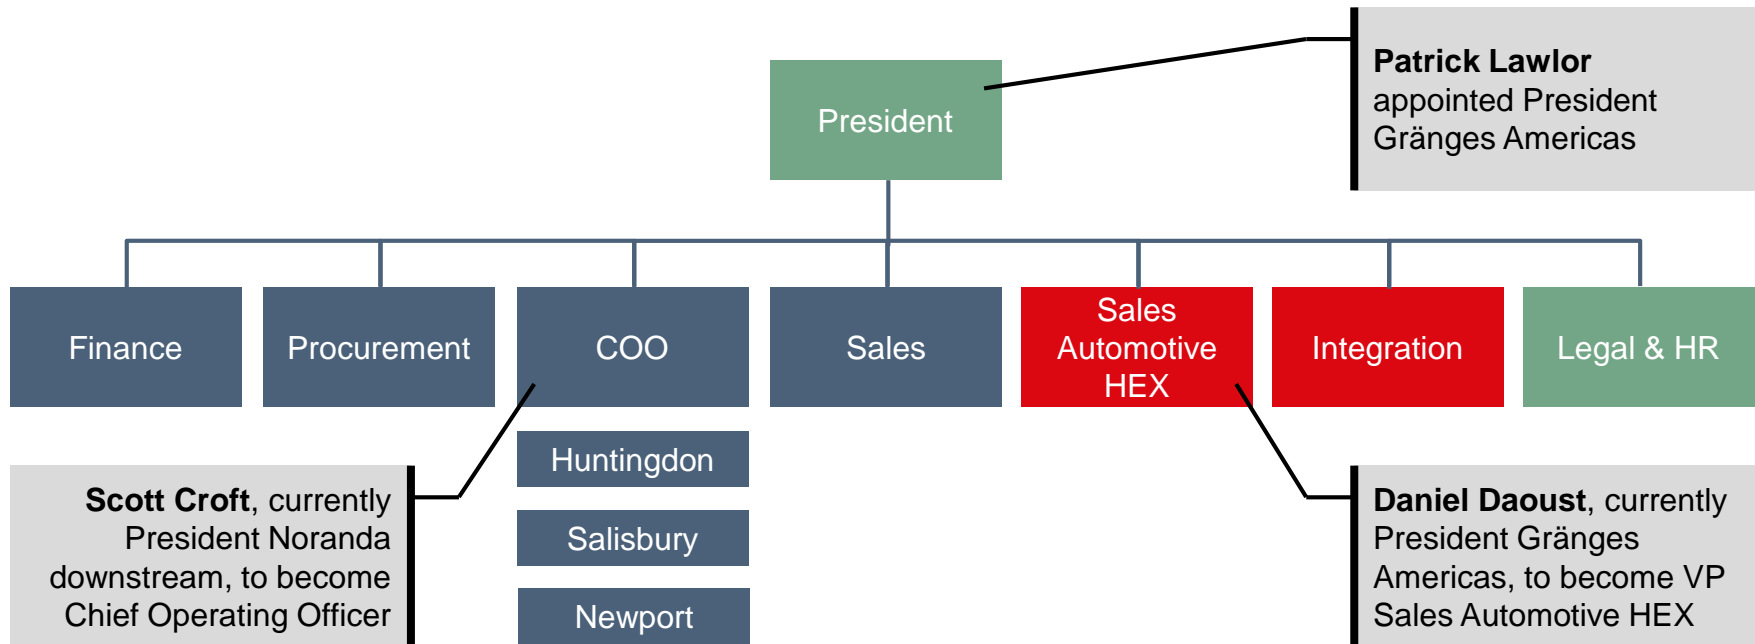 Patrick Lawlor
appointed President
Gränges Americas
President
Finance
Procurement
COO
Sales
Sales
Automotive
HEX
Integration
Legal & HR
Huntingdon
Salisbury
Newport
Scott Croft, currently
President Noranda
downstream, to become
Chief Operating Officer
Daniel Daoust, currently
President Gränges
Americas, to become VP
Sales Automotive HEX